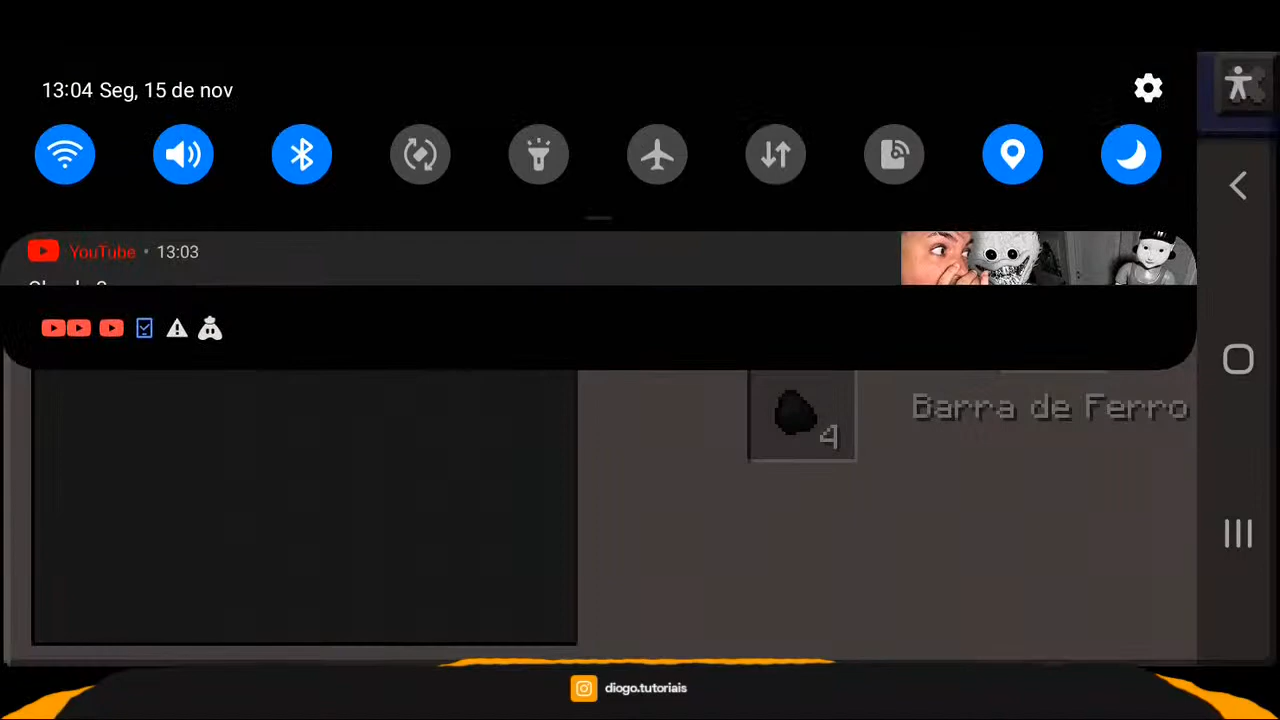 13:04 Seg, 15 de nov
YouTube • 13:03
4
Barra de Ferro
diogo.tutoriais